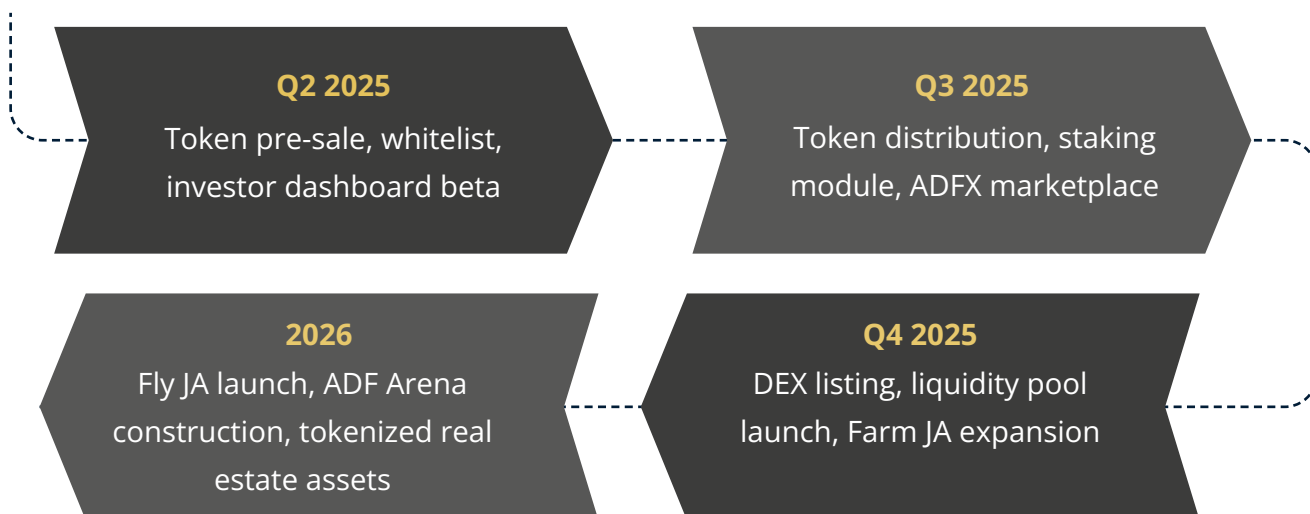 Q2 2025
Token pre-sale, whitelist,
investor dashboard beta
Q3 2025
Token distribution, staking
module, ADFX marketplace
Q4 2025
DEX listing, liquidity pool
launch, Farm JA expansion
2026
Fly JA launch, ADF Arena
construction, tokenized real
estate assets